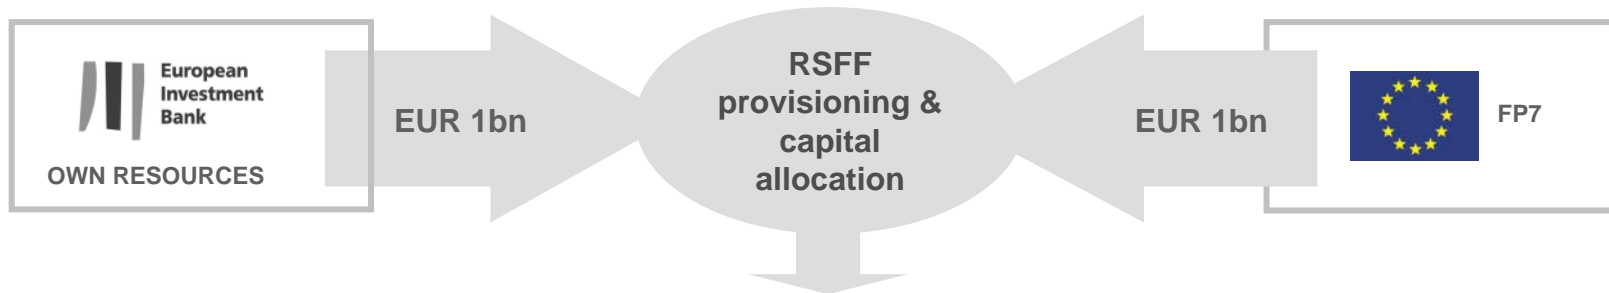 European
Investment
Bank
OWN RESOURCES
EUR 1bn
RSFF
provisioning &
capital
allocation
EUR 1bn
FP7